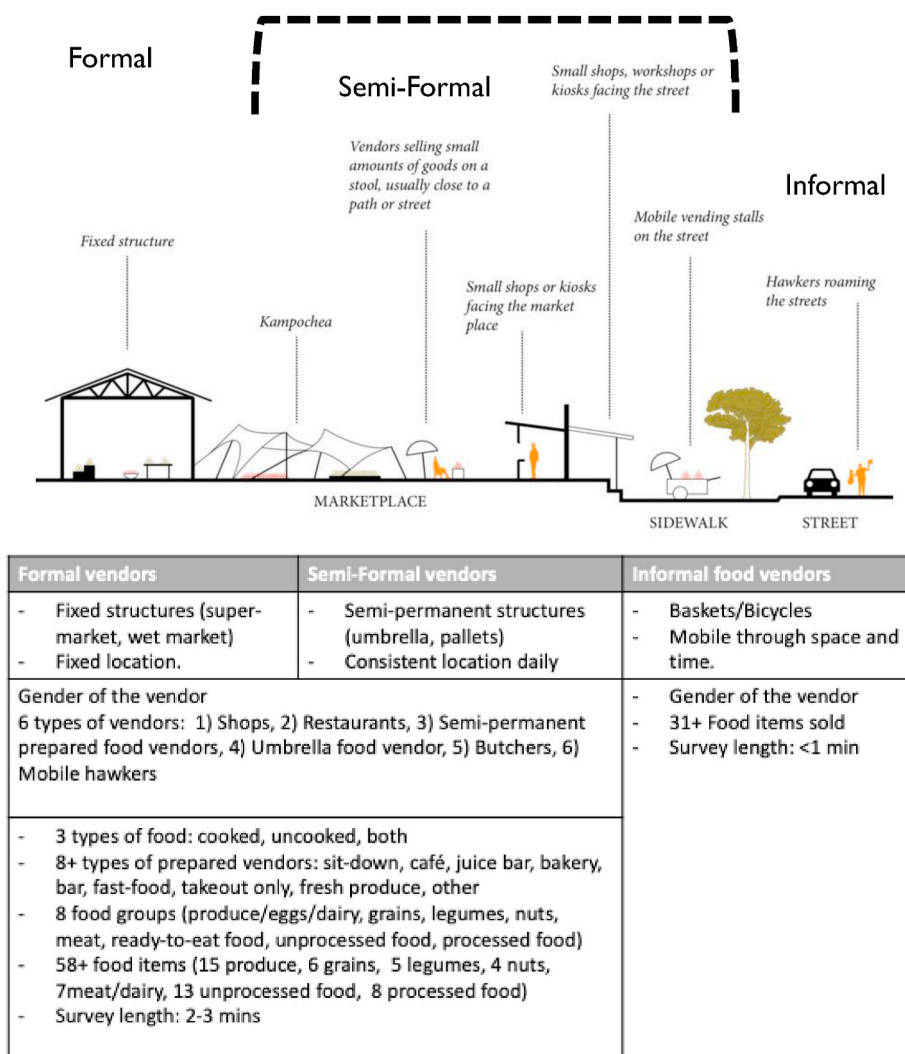 Formal
Semi-Formal
Small shops, workshops or
kiosks facing the street
Vendors selling small
amounts of goods on a
stool, usually close to a
path or street
Informal
Mobile vending stalls
on the street
Fixed structure
Small shops or kiosks
facing the market
place
Hawkers roaming
the streets
Kampochea
MARKETPLACE
SIDEWALK
STREET
Formal vendors
Semi-Formal vendors
Informal food vendors
- Fixed structures (super-
market, wet market)
- Fixed location.
- Semi-permanent structures
(umbrella, pallets)
- Consistent location daily
- Baskets/Bicycles
- Mobile through space and
time.
Gender of the vendor
6 types of vendors: 1) Shops, 2) Restaurants, 3) Semi-permanent
prepared food vendors, 4) Umbrella food vendor, 5) Butchers, 6)
Mobile hawkers
- Gender of the vendor
- 31+ Food items sold
- Survey length: <1 min
- 3 types of food: cooked, uncooked, both
- 8+ types of prepared vendors: sit-down, café, juice bar, bakery,
bar, fast-food, takeout only, fresh produce, other
- 8 food groups (produce/eggs/dairy, grains, legumes, nuts,
meat, ready-to-eat food, unprocessed food, processed food)
- 58+ food items (15 produce, 6 grains, 5 legumes, 4 nuts,
7meat/dairy, 13 unprocessed food, 8 processed food)
- Survey length: 2-3 mins